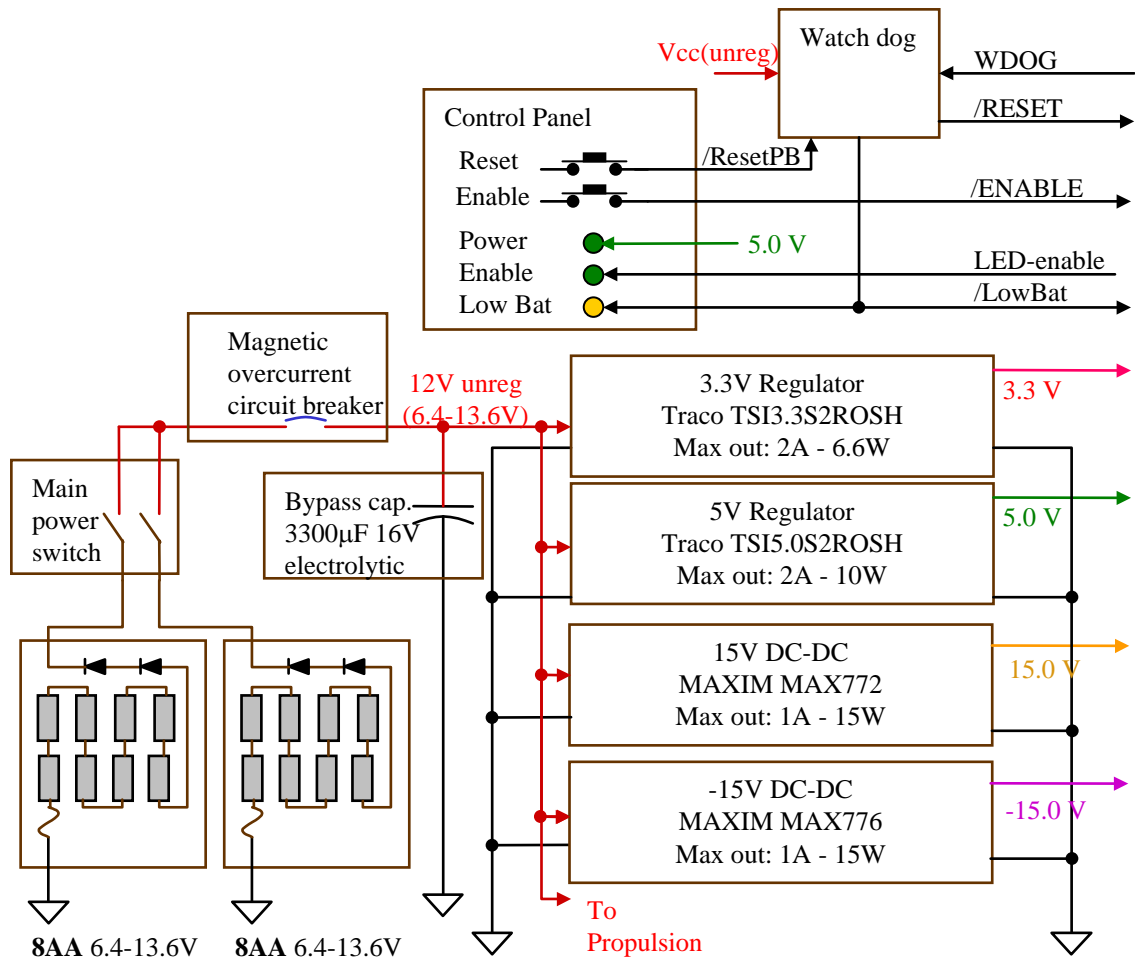 Watch dog
Vcc(unreg)
WDOG
/RESET
Control Panel
Reset
/ResetPB
Enable
/ENABLE
Power
5.0 V
Enable
LED-enable
Low Bat
/LowBat
Magnetic
overcurrent
circuit breaker
12V unreg
(6.4-13.6V)
3.3V Regulator
Traco TSI3.3S2ROSH
Max out: 2A - 6.6W
3.3 V
Main
power
switch
Bypass cap.
3300μF 16V
electrolytic
5V Regulator
Traco TSI5.0S2ROSH
Max out: 2A - 10W
5.0 V
15V DC-DC
MAXIM MAX772
Max out: 1A - 15W
15.0 V
-15V DC-DC
MAXIM MAX776
Max out: 1A - 15W
-15.0 V
To
Propulsion
8AA 6.4-13.6V
8AA 6.4-13.6V